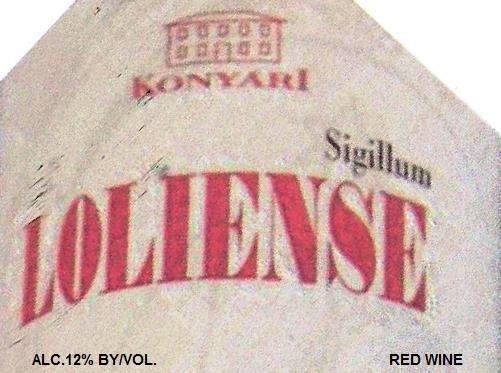 KONYARI
Sigillum
LOLIENSE
ALC.12% BY/VOL.
RED WINE